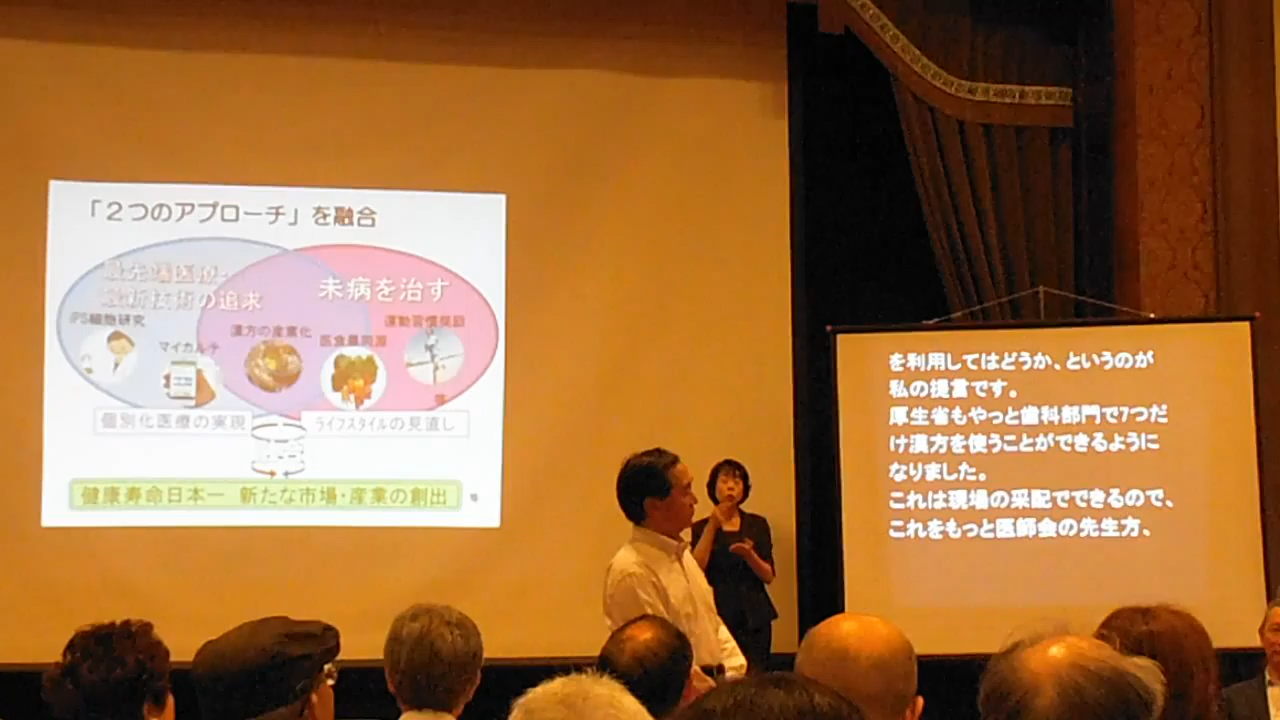 「2つのアプローチ」を融合
最先端医療・
最新技術の追求
未病を治す
iPS細胞研究
マイカルテ
漢方の産業化
医食農同源
運動習慣奨励
等
個別化医療の実現
ライフスタイルの見直し
健康寿命日本一 新たな市場・産業の創出
を利用してはどうか、というのが
私の提言です。
厚生省もやっと歯科部門で7つだ
け漢方を使うことができるように
なりました。
これは現場の采配でできるので、
これをもっと医師会の先生方、